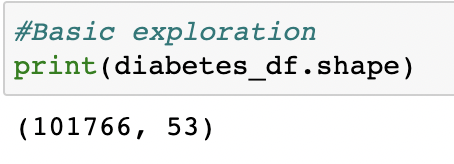 #Basic exploration
print(diabetes_df.shape)
(101766, 53)